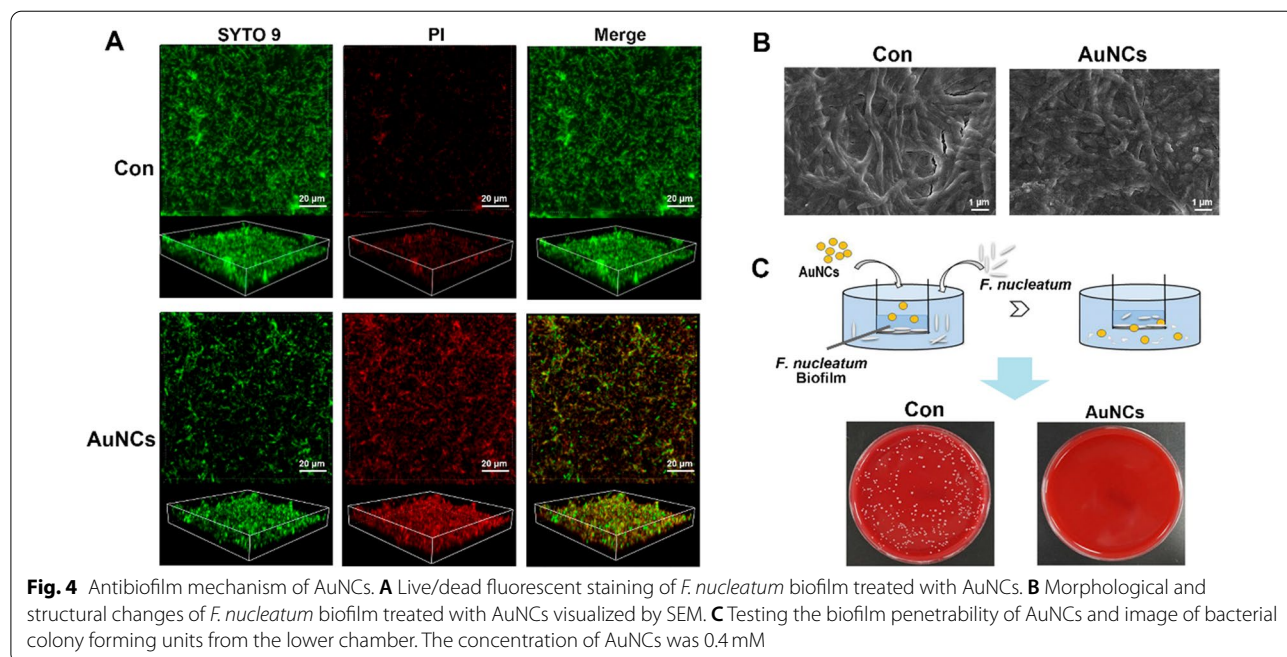 A
SYTO 9 PI Merge
Con
20 µm 20 µm 20 µm
AuNCs
20 µm 20 µm 20 µm
B
Con AuNCs
1 µm 1 µm
C
AuNCs
F. nucleatum
F. nucleatum
Biofilm
Con AuNCs
Fig. 4 Antibiofilm mechanism of AuNCs. A Live/dead fluorescent staining of F. nucleatum biofilm treated with AuNCs. B Morphological and
structural changes of F. nucleatum biofilm treated with AuNCs visualized by SEM. C Testing the biofilm penetrability of AuNCs and image of bacterial
colony forming units from the lower chamber. The concentration of AuNCs was 0.4 mM